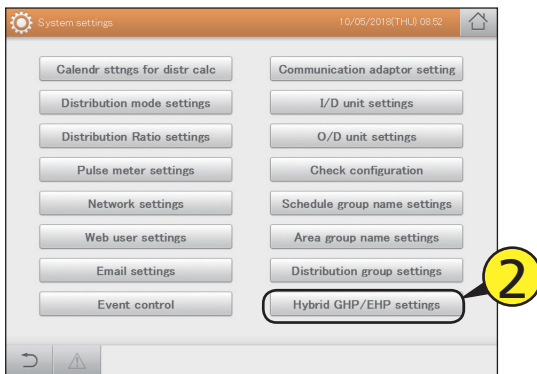 System settings
10/05/2018(THU) 08:52
Calendr sttngs for distr calc
Communication adaptor setting
Distribution mode settings
I/D unit settings
Distribution Ratio settings
O/D unit settings
Pulse meter settings
Check configuration
Network settings
Schedule group name settings
Web user settings
Area group name settings
Email settings
Distribution group settings
Event control
Hybrid GHP/EHP settings
2